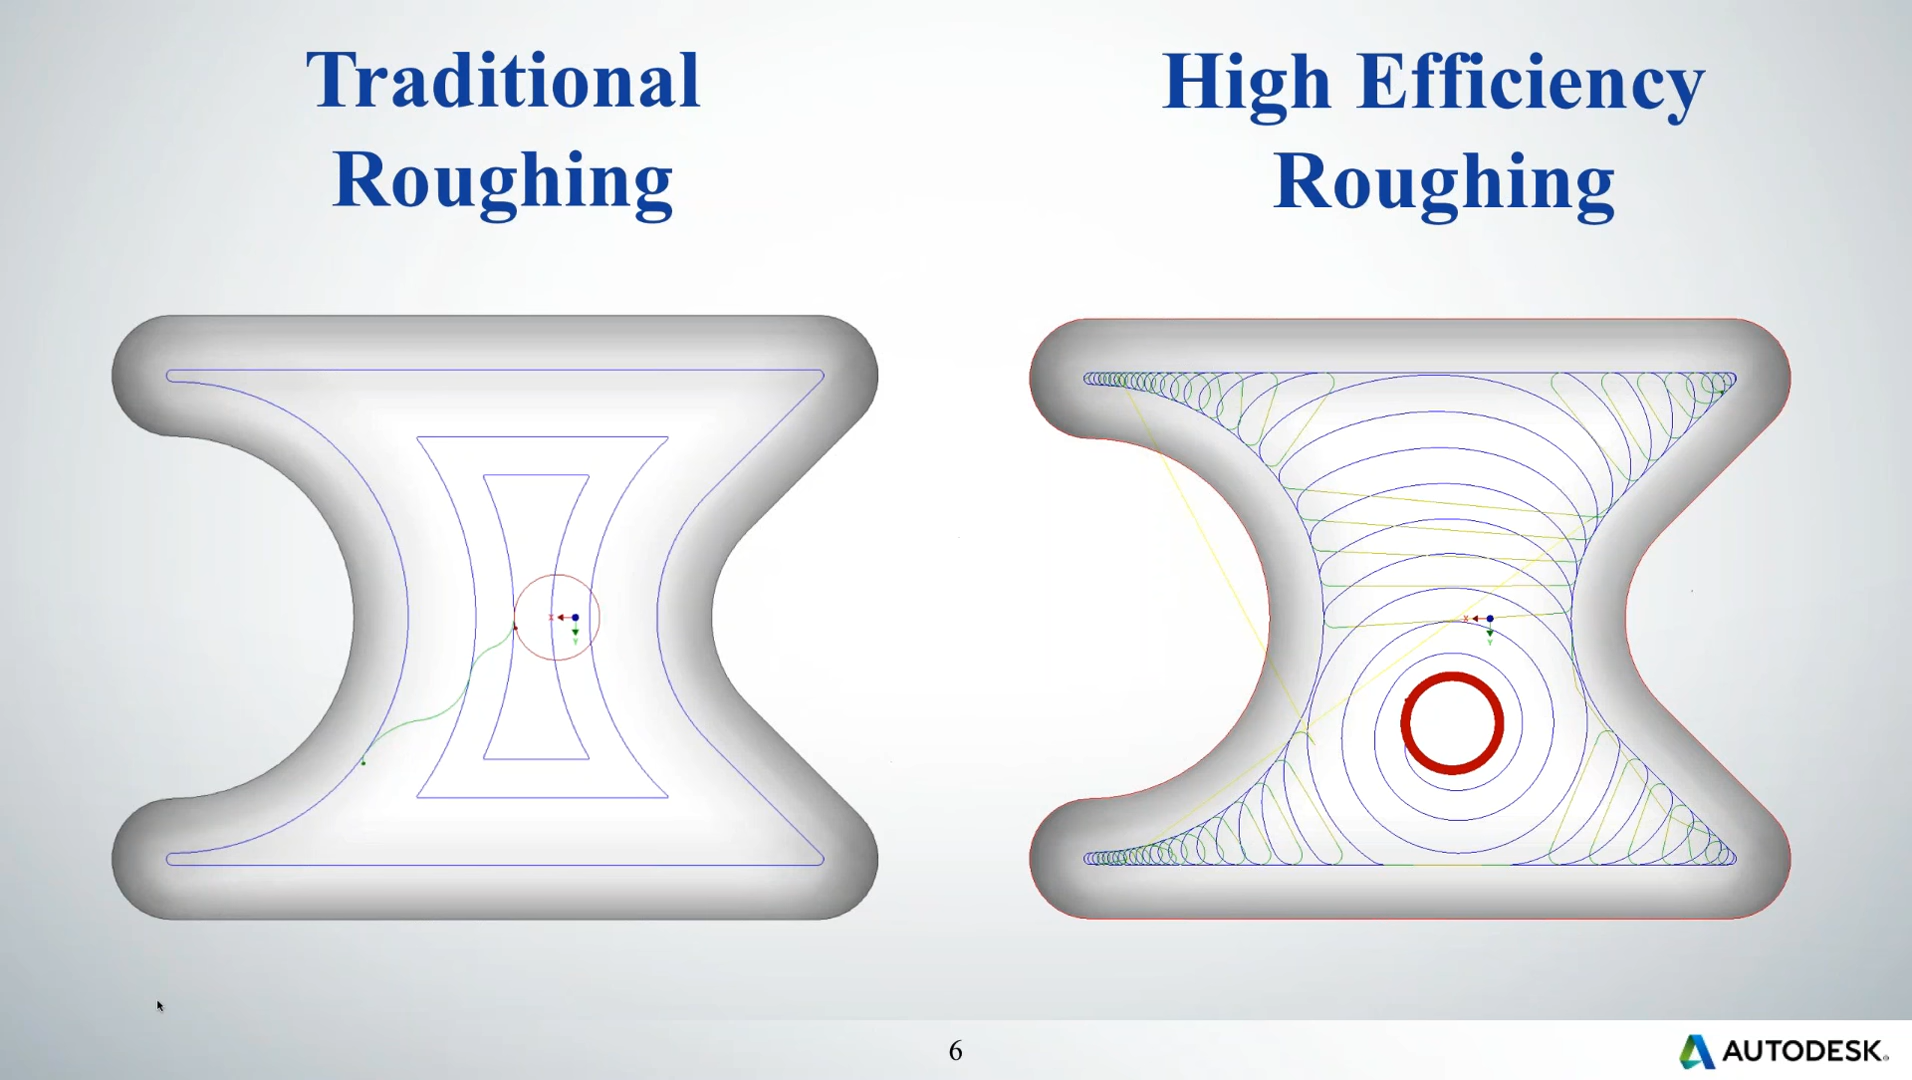 Traditional
Roughing
High Efficiency
Roughing
X
Y
X
Y
6
AUTODESK®